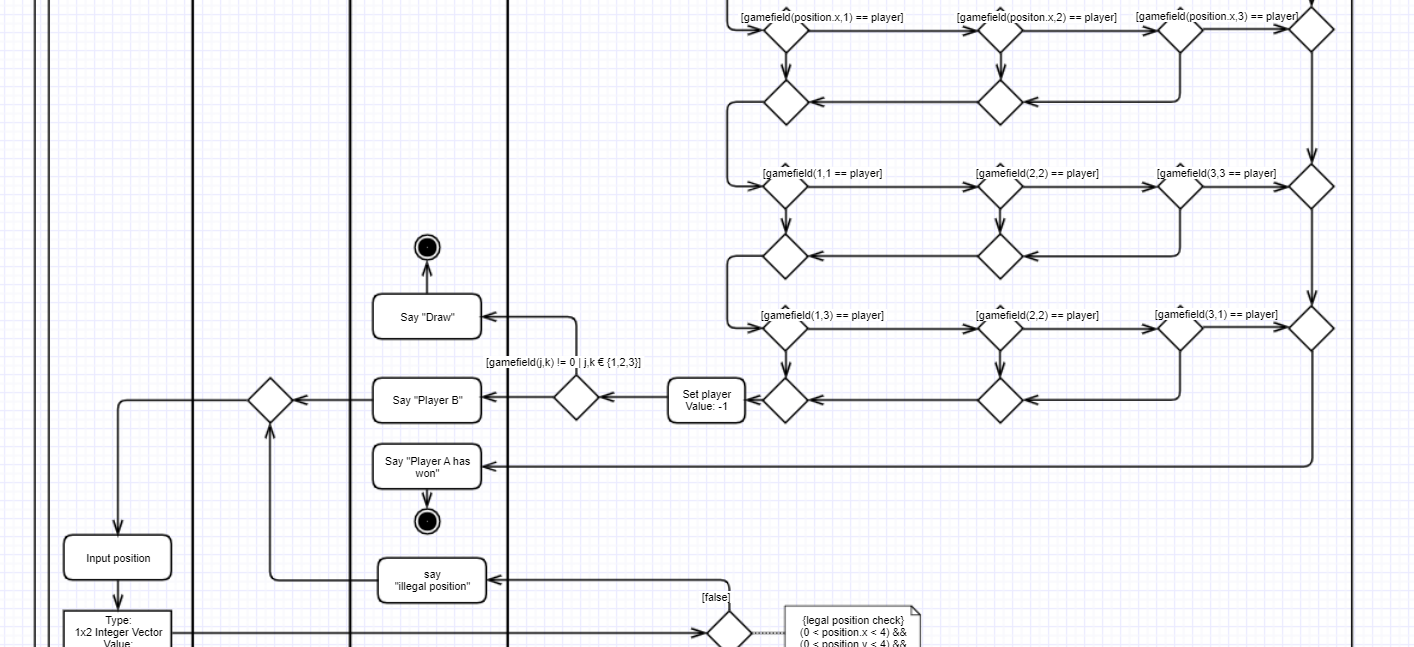 [gamefield(position.x,1) == player]
[gamefield(positon.x,2) == player]
[gamefield(position.x,3) == player]
[gamefield(1,1 == player]
[gamefield(2,2) == player]
[gamefield(3,3 == player]
Say "Draw"
[gamefield(1,3) == player]
[gamefield(2,2) == player]
[gamefield(3,1) == player]
[gamefield(j,k) != 0 | j,k € {1,2,3}]
Say "Player B"
Set player
Value: -1
Say "Player A has
won"
Input position
say
"illegal position"
[false]
Type:
1x2 Integer Vector
Value:
{legal position check}
(0 < position.x < 4) &&
(0 < position.y < 4) &&